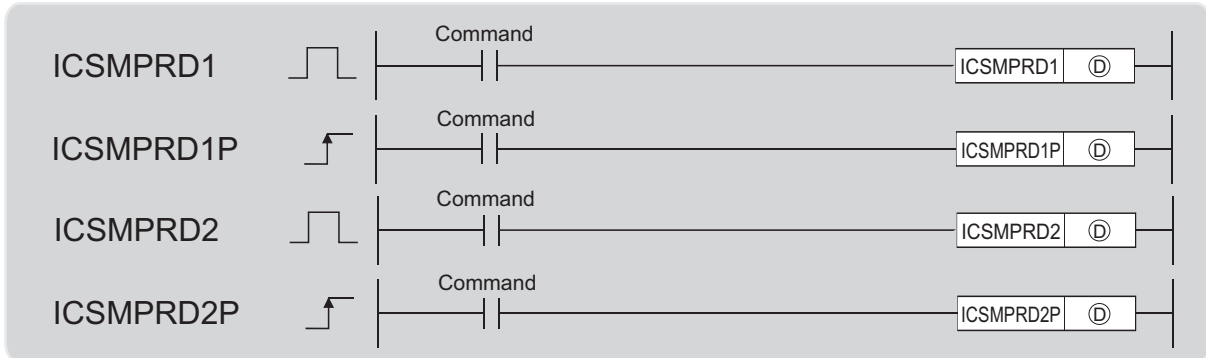 Command
ICSMPRD1 ICSMPRD1 Ⓓ
Command
ICSMPRD1P ICSMPRD1P Ⓓ
Command
ICSMPRD2 ICSMPRD2 Ⓓ
Command
ICSMPRD2P ICSMPRD2P Ⓓ